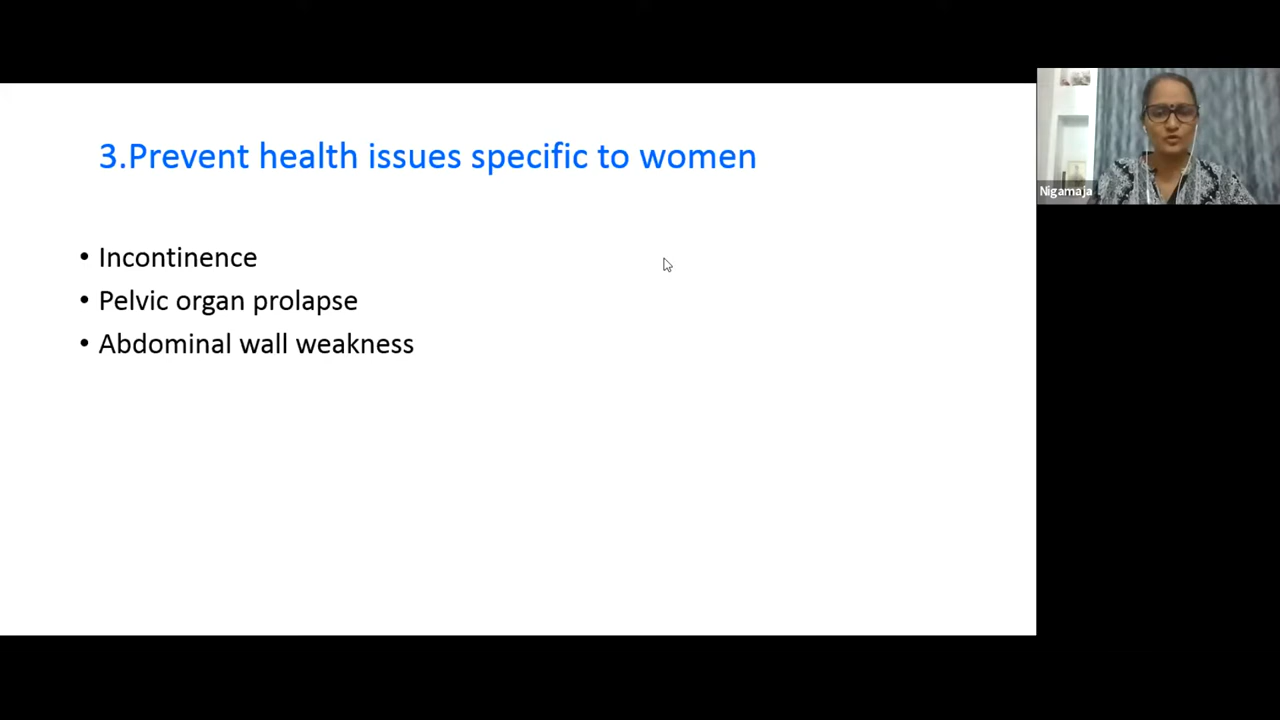 3.Prevent health issues specific to women
• Incontinence
• Pelvic organ prolapse
• Abdominal wall weakness
Nigamaja